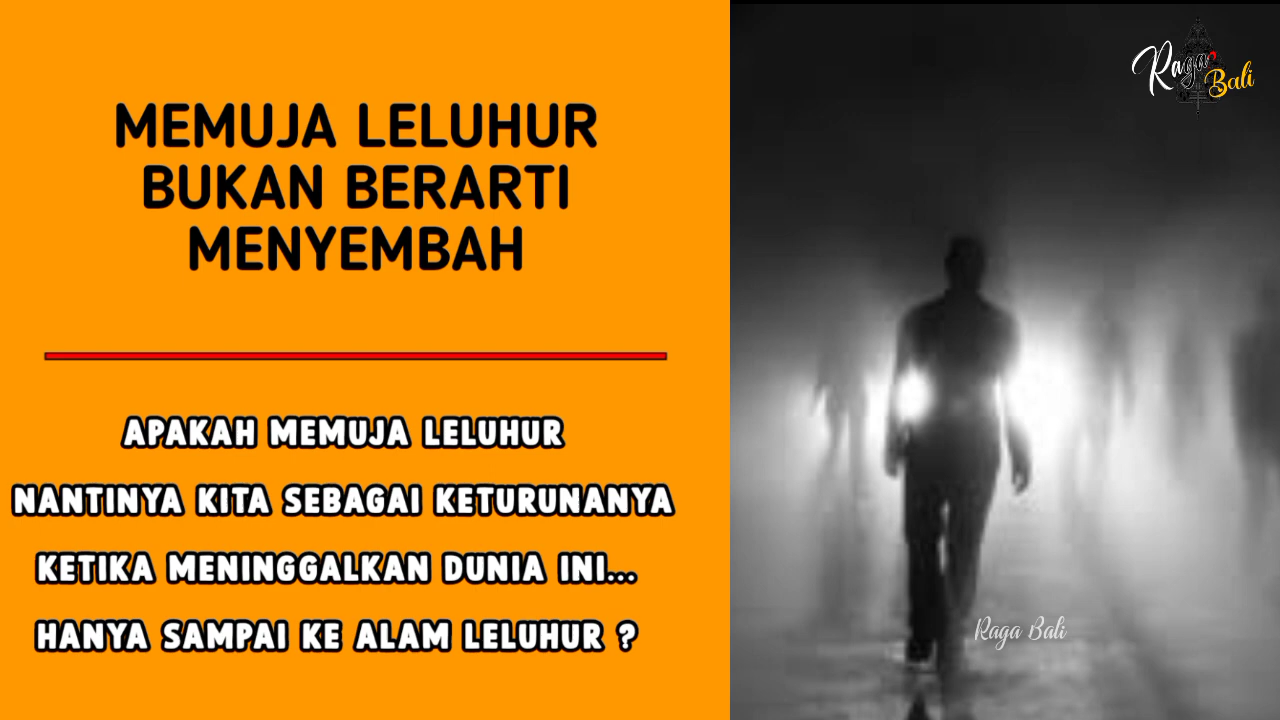 MEMUJA LELUHUR
BUKAN BERARTI
MENYEMBAH
APAKAH MEMUJA LELUHUR
NANTINYA KITA SEBAGAI KETURUNANYA
KETIKA MENINGGALKAN DUNIA INI...
HANYA SAMPAI KE ALAM LELUHUR ?
Raga Bali
Raga Bali